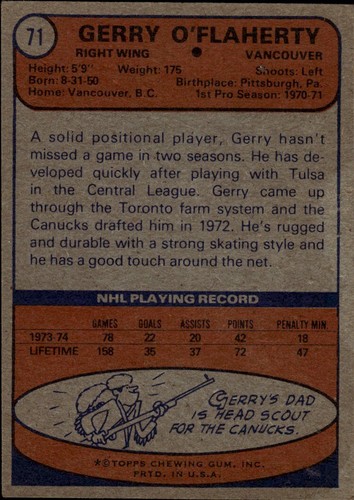 71
GERRY O'FLAHERTY
RIGHT WING • VANCOUVER
Height: 5'9" Weight: 175 Shoots: Left
Born: 8-31-50 Birthplace: Pittsburgh, Pa.
Home: Vancouver, B.C. 1st Pro Season: 1970-71
A solid positional player, Gerry hasn't
missed a game in two seasons. He has de-
veloped quickly after playing with Tulsa
in the Central League. Gerry came up
through the Toronto farm system and the
Canucks drafted him in 1972. He's rugged
and durable with a strong skating style and
he has a good touch around the net.
NHL PLAYING RECORD
GAMES GOALS ASSISTS POINTS PENALTY MIN.
1973-74 78 22 20 42 18
LIFETIME 158 35 37 72 47
GERRY'S DAD
IS HEAD SCOUT
FOR THE CANUCKS.
*© TOPPS CHEWING GUM, INC.
PRTD. IN U.S.A.